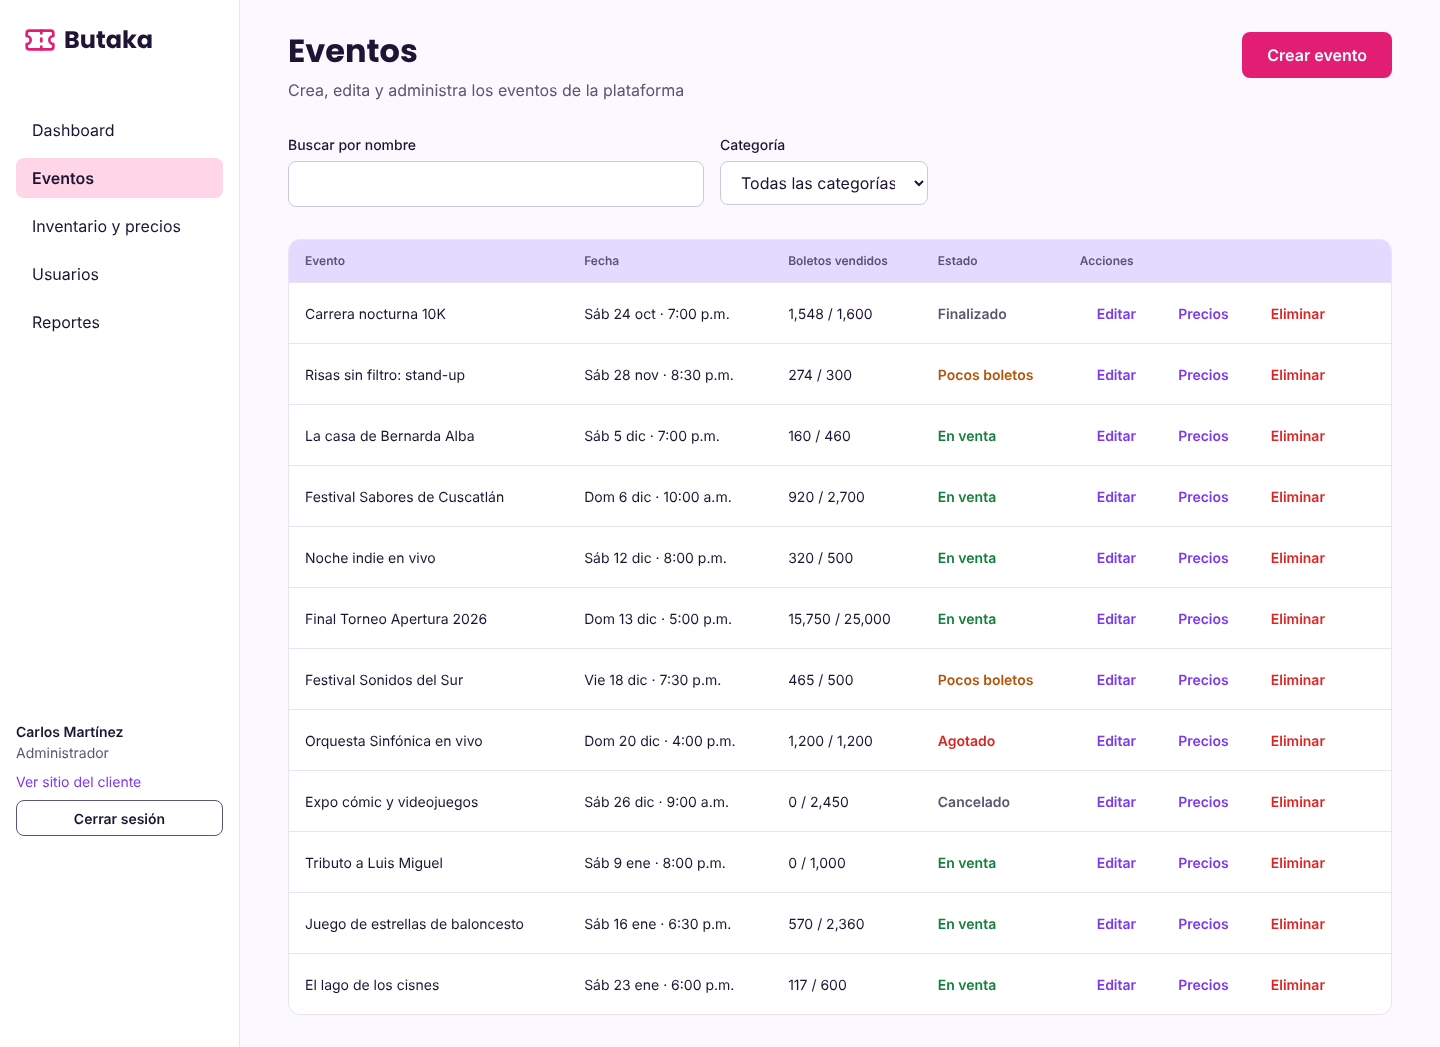 Butaka
Dashboard
Eventos
Inventario y precios
Usuarios
Reportes
Carlos Martínez
Administrador
Ver sitio del cliente
Cerrar sesión
Eventos
Crea, edita y administra los eventos de la plataforma
Crear evento
Buscar por nombre
Categoría
Todas las categorías
Evento Fecha Boletos vendidos Estado Acciones
Carrera nocturna 10K Sáb 24 oct · 7:00 p.m. 1,548 / 1,600 Finalizado Editar Precios Eliminar
Risas sin filtro: stand-up Sáb 28 nov · 8:30 p.m. 274 / 300 Pocos boletos Editar Precios Eliminar
La casa de Bernarda Alba Sáb 5 dic · 7:00 p.m. 160 / 460 En venta Editar Precios Eliminar
Festival Sabores de Cuscatlán Dom 6 dic · 10:00 a.m. 920 / 2,700 En venta Editar Precios Eliminar
Noche indie en vivo Sáb 12 dic · 8:00 p.m. 320 / 500 En venta Editar Precios Eliminar
Final Torneo Apertura 2026 Dom 13 dic · 5:00 p.m. 15,750 / 25,000 En venta Editar Precios Eliminar
Festival Sonidos del Sur Vie 18 dic · 7:30 p.m. 465 / 500 Pocos boletos Editar Precios Eliminar
Orquesta Sinfónica en vivo Dom 20 dic · 4:00 p.m. 1,200 / 1,200 Agotado Editar Precios Eliminar
Expo cómic y videojuegos Sáb 26 dic · 9:00 a.m. 0 / 2,450 Cancelado Editar Precios Eliminar
Tributo a Luis Miguel Sáb 9 ene · 8:00 p.m. 0 / 1,000 En venta Editar Precios Eliminar
Juego de estrellas de baloncesto Sáb 16 ene · 6:30 p.m. 570 / 2,360 En venta Editar Precios Eliminar
El lago de los cisnes Sáb 23 ene · 6:00 p.m. 117 / 600 En venta Editar Precios Eliminar